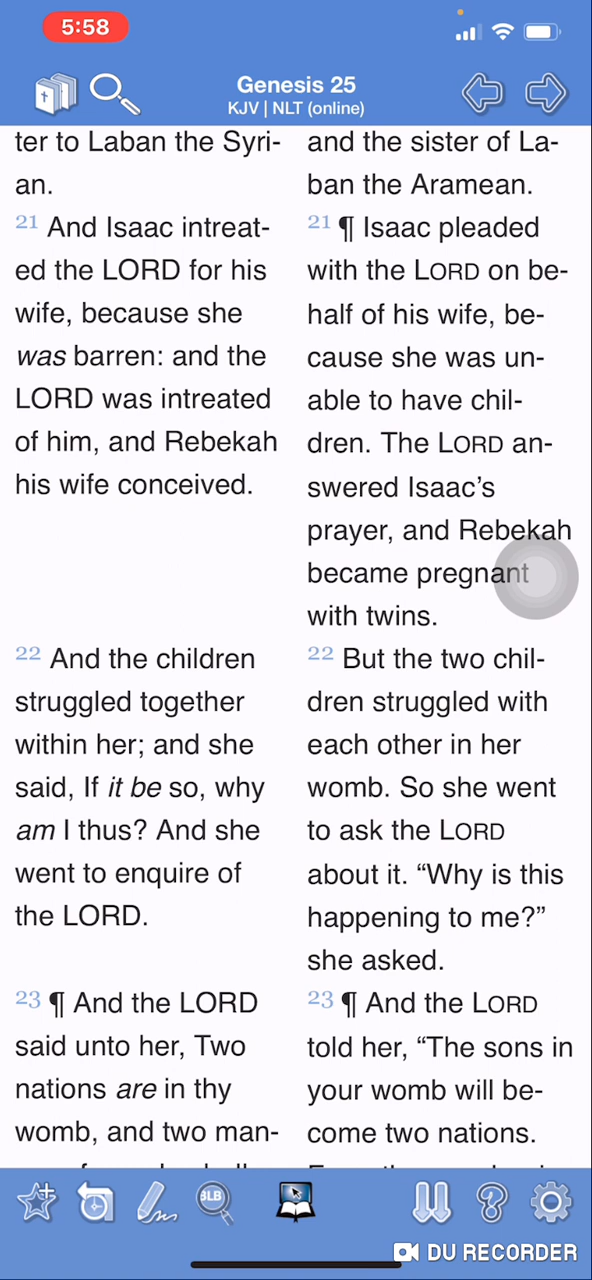 5:58
Genesis 25
KJV | NLT (online)
ter to Laban the Syri-
an.
21 And Isaac intreat-
ed the LORD for his
wife, because she
was barren: and the
LORD was intreated
of him, and Rebekah
his wife conceived.
22 And the children
struggled together
within her; and she
said, If it be so, why
am I thus? And she
went to enquire of
the LORD.
23 ¶ And the LORD
said unto her, Two
nations are in thy
womb, and two man-
and the sister of La-
ban the Aramean.
21 ¶ Isaac pleaded
with the LORD on be-
half of his wife, be-
cause she was un-
able to have chil-
dren. The LORD an-
swered Isaac’s
prayer, and Rebekah
became pregnant
with twins.
22 But the two chil-
dren struggled with
each other in her
womb. So she went
to ask the LORD
about it. “Why is this
happening to me?”
she asked.
23 ¶ And the LORD
told her, “The sons in
your womb will be-
come two nations.
BLB
DU RECORDER